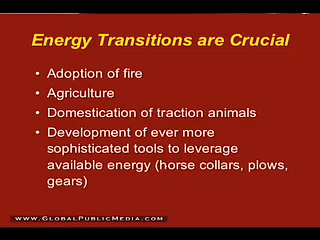 Energy Transitions are Crucial
• Adoption of fire
• Agriculture
• Domestication of traction animals
• Development of ever more
sophisticated tools to leverage
available energy (horse collars, plows,
gears)
www.GlobalPublicMedia.com